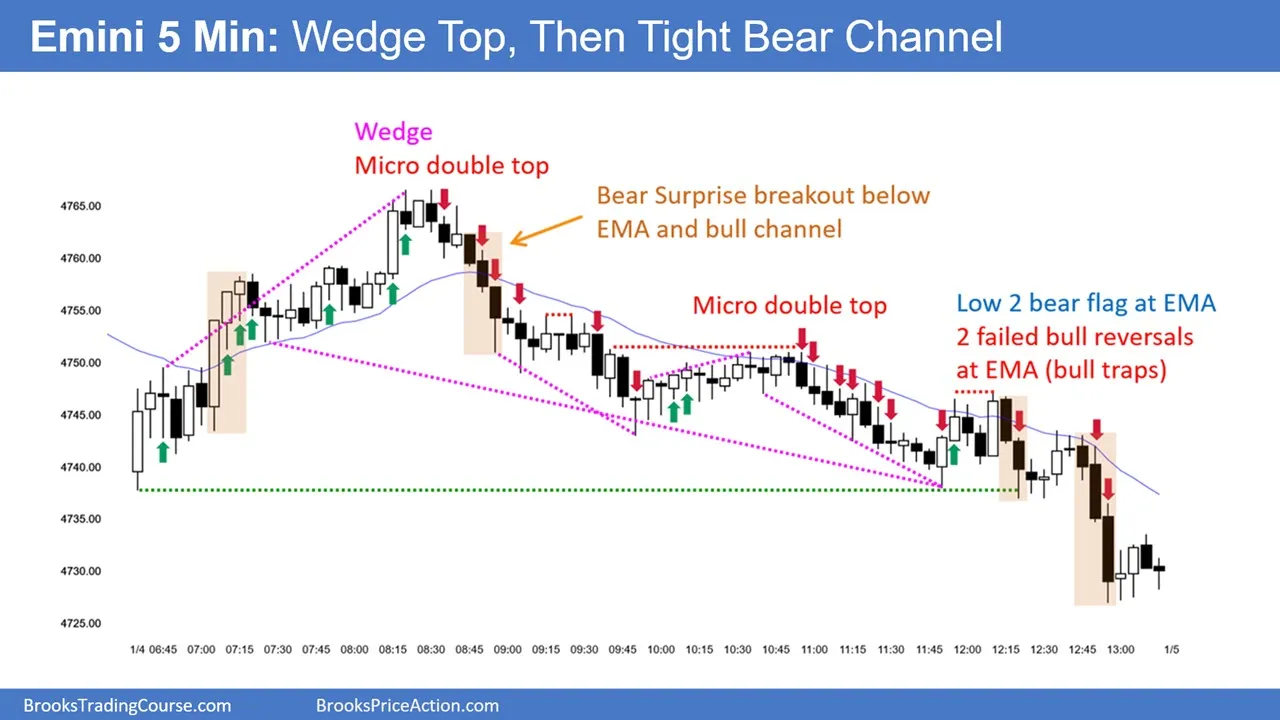 Emini 5 Min: Wedge Top, Then Tight Bear Channel
Wedge
Micro double top
Bear Surprise breakout below
EMA and bull channel
Micro double top
Low 2 bear flag at EMA
2 failed bull reversals
at EMA (bull traps)
4765.00
4760.00
4755.00
4750.00
4745.00
4740.00
4735.00
4730.00
4725.00
1/4 06:45 07:00 07:15 07:30 07:45 08:00 08:15 08:30 08:45 09:00 09:15 09:30 09:45 10:00 10:15 10:30 10:45 11:00 11:15 11:30 11:45 12:00 12:15 12:30 12:45 13:00 1/5
BrooksTradingCourse.com BrooksPriceAction.com